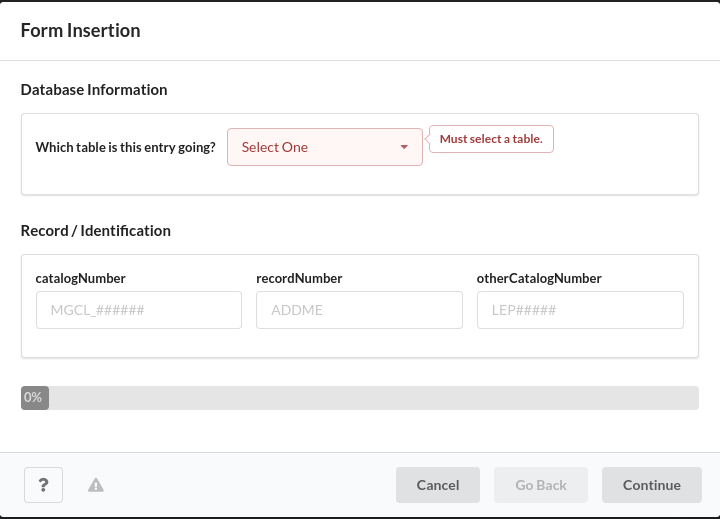 Form Insertion
Database Information
Which table is this entry going?
Select One
Must select a table.
Record / Identification
catalogNumber recordNumber otherCatalogNumber
MGCL_###### ADDME LEP#####
0%
? Cancel Go Back Continue